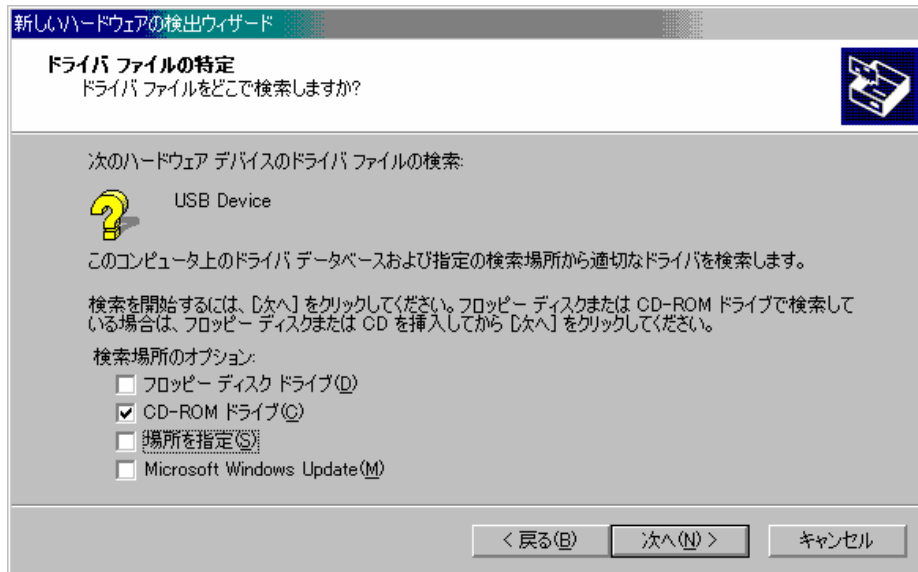 新しいハードウェアの検出ウィザード
ドライバ ファイルの特定
ドライバ ファイルをどこで検索しますか?
次のハードウェア デバイスのドライバ ファイルの検索:
USB Device
このコンピュータ上のドライバ データベースおよび指定の検索場所から適切なドライバを検索します。
検索を開始するには、[次へ] をクリックしてください。フロッピー ディスクまたは CD-ROM ドライブで検索して
いる場合は、フロッピー ディスクまたは CD を挿入してから [次へ] をクリックしてください。
検索場所のオプション:
フロッピー ディスク ドライブ(D)
CD-ROM ドライブ(C)
場所を指定(S)
Microsoft Windows Update(M)
< 戻る(B) 次へ(N) > キャンセル